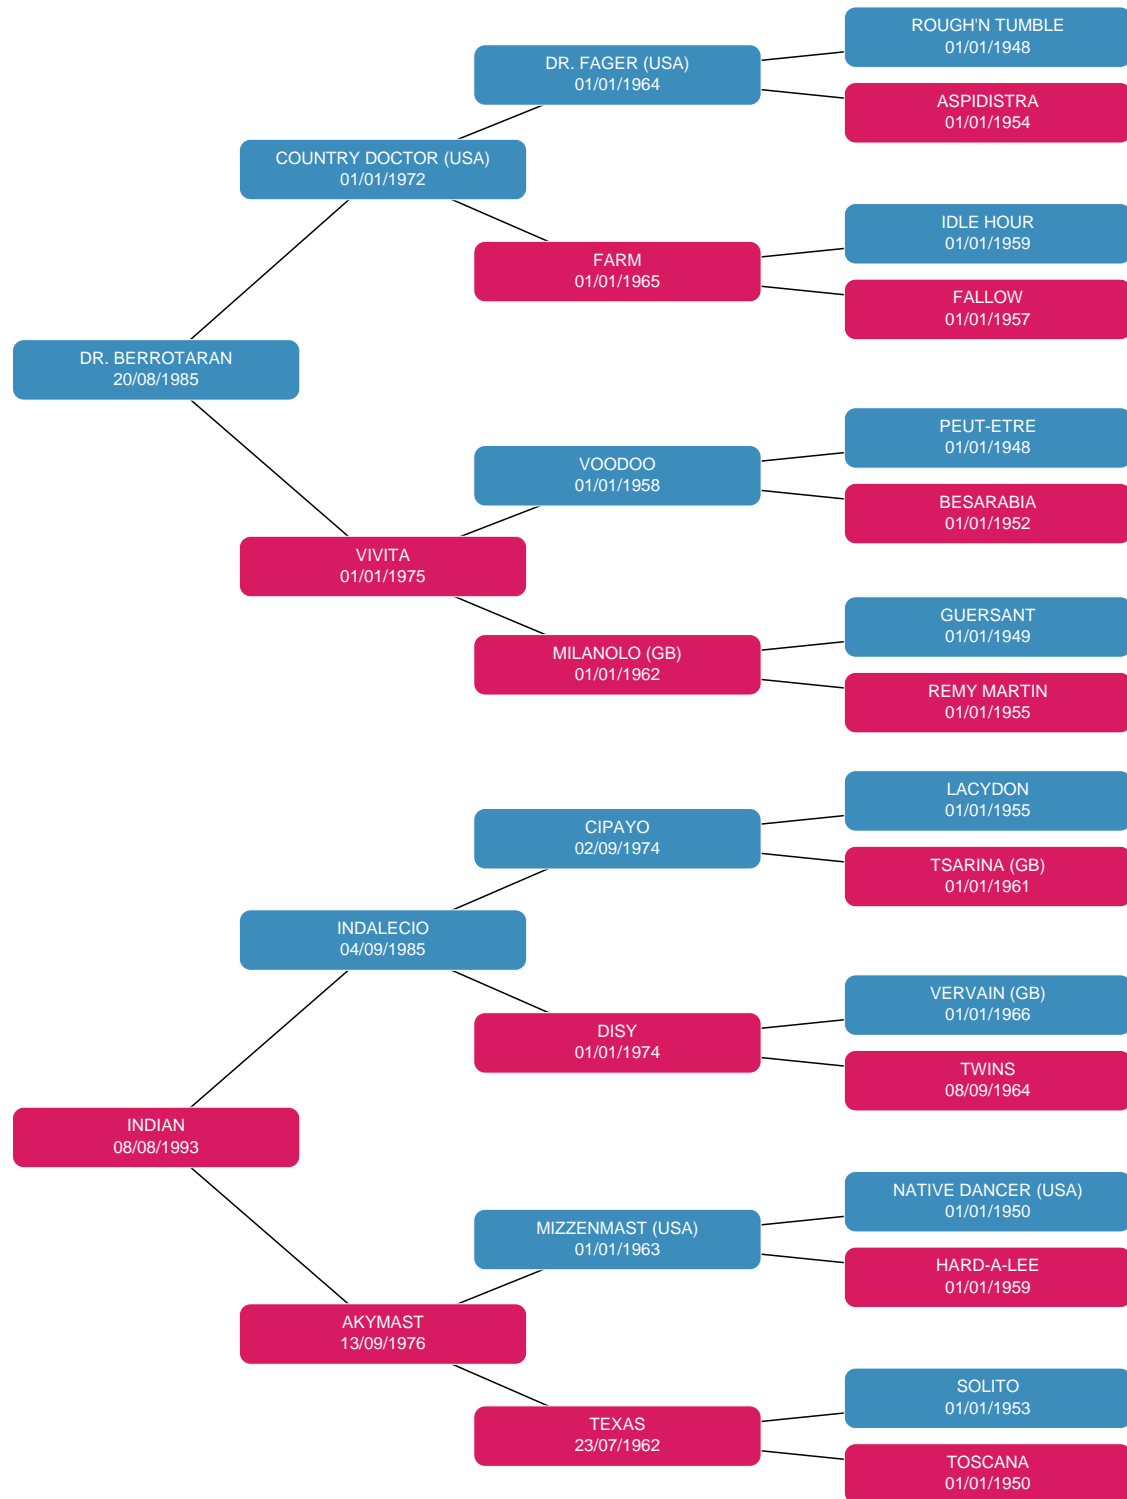 ROUGH'N TUMBLE
01/01/1948
DR. FAGER (USA)
01/01/1964
ASPIDISTRA
01/01/1954
COUNTRY DOCTOR (USA)
01/01/1972
IDLE HOUR
01/01/1959
FARM
01/01/1965
FALLOW
01/01/1957
DR. BERROTARAN
20/08/1985
PEUT-ETRE
01/01/1948
VOODOO
01/01/1958
BESARABIA
01/01/1952
VIVITA
01/01/1975
GUERSANT
01/01/1949
MILANOLO (GB)
01/01/1962
REMY MARTIN
01/01/1955
LACYDON
01/01/1955
CIPAYO
02/09/1974
TSARINA (GB)
01/01/1961
INDALECIO
04/09/1985
VERVAIN (GB)
01/01/1966
DISY
01/01/1974
TWINS
08/09/1964
INDIAN
08/08/1993
NATIVE DANCER (USA)
01/01/1950
MIZZENMAST (USA)
01/01/1963
HARD-A-LEE
01/01/1959
AKYMAST
13/09/1976
SOLITO
01/01/1953
TEXAS
23/07/1962
TOSCANA
01/01/1950